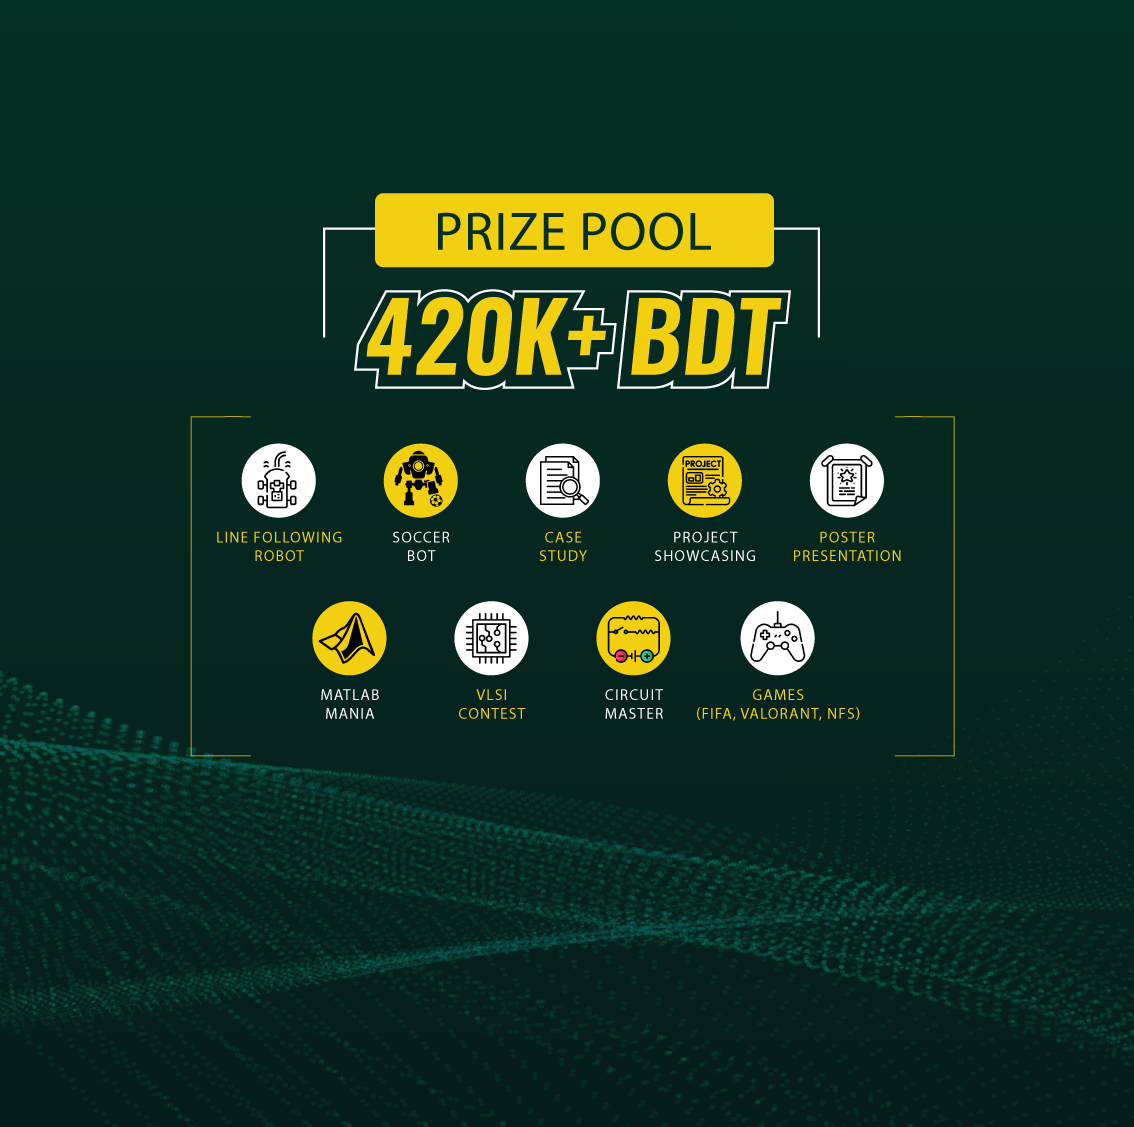 PRIZE POOL
420K+ BDT
PROJECT
LINE FOLLOWING
ROBOT
SOCCER
BOT
CASE
STUDY
PROJECT
SHOWCASING
POSTER
PRESENTATION
MATLAB
MANIA
VLSI
CONTEST
CIRCUIT
MASTER
GAMES
(FIFA, VALORANT, NFS)